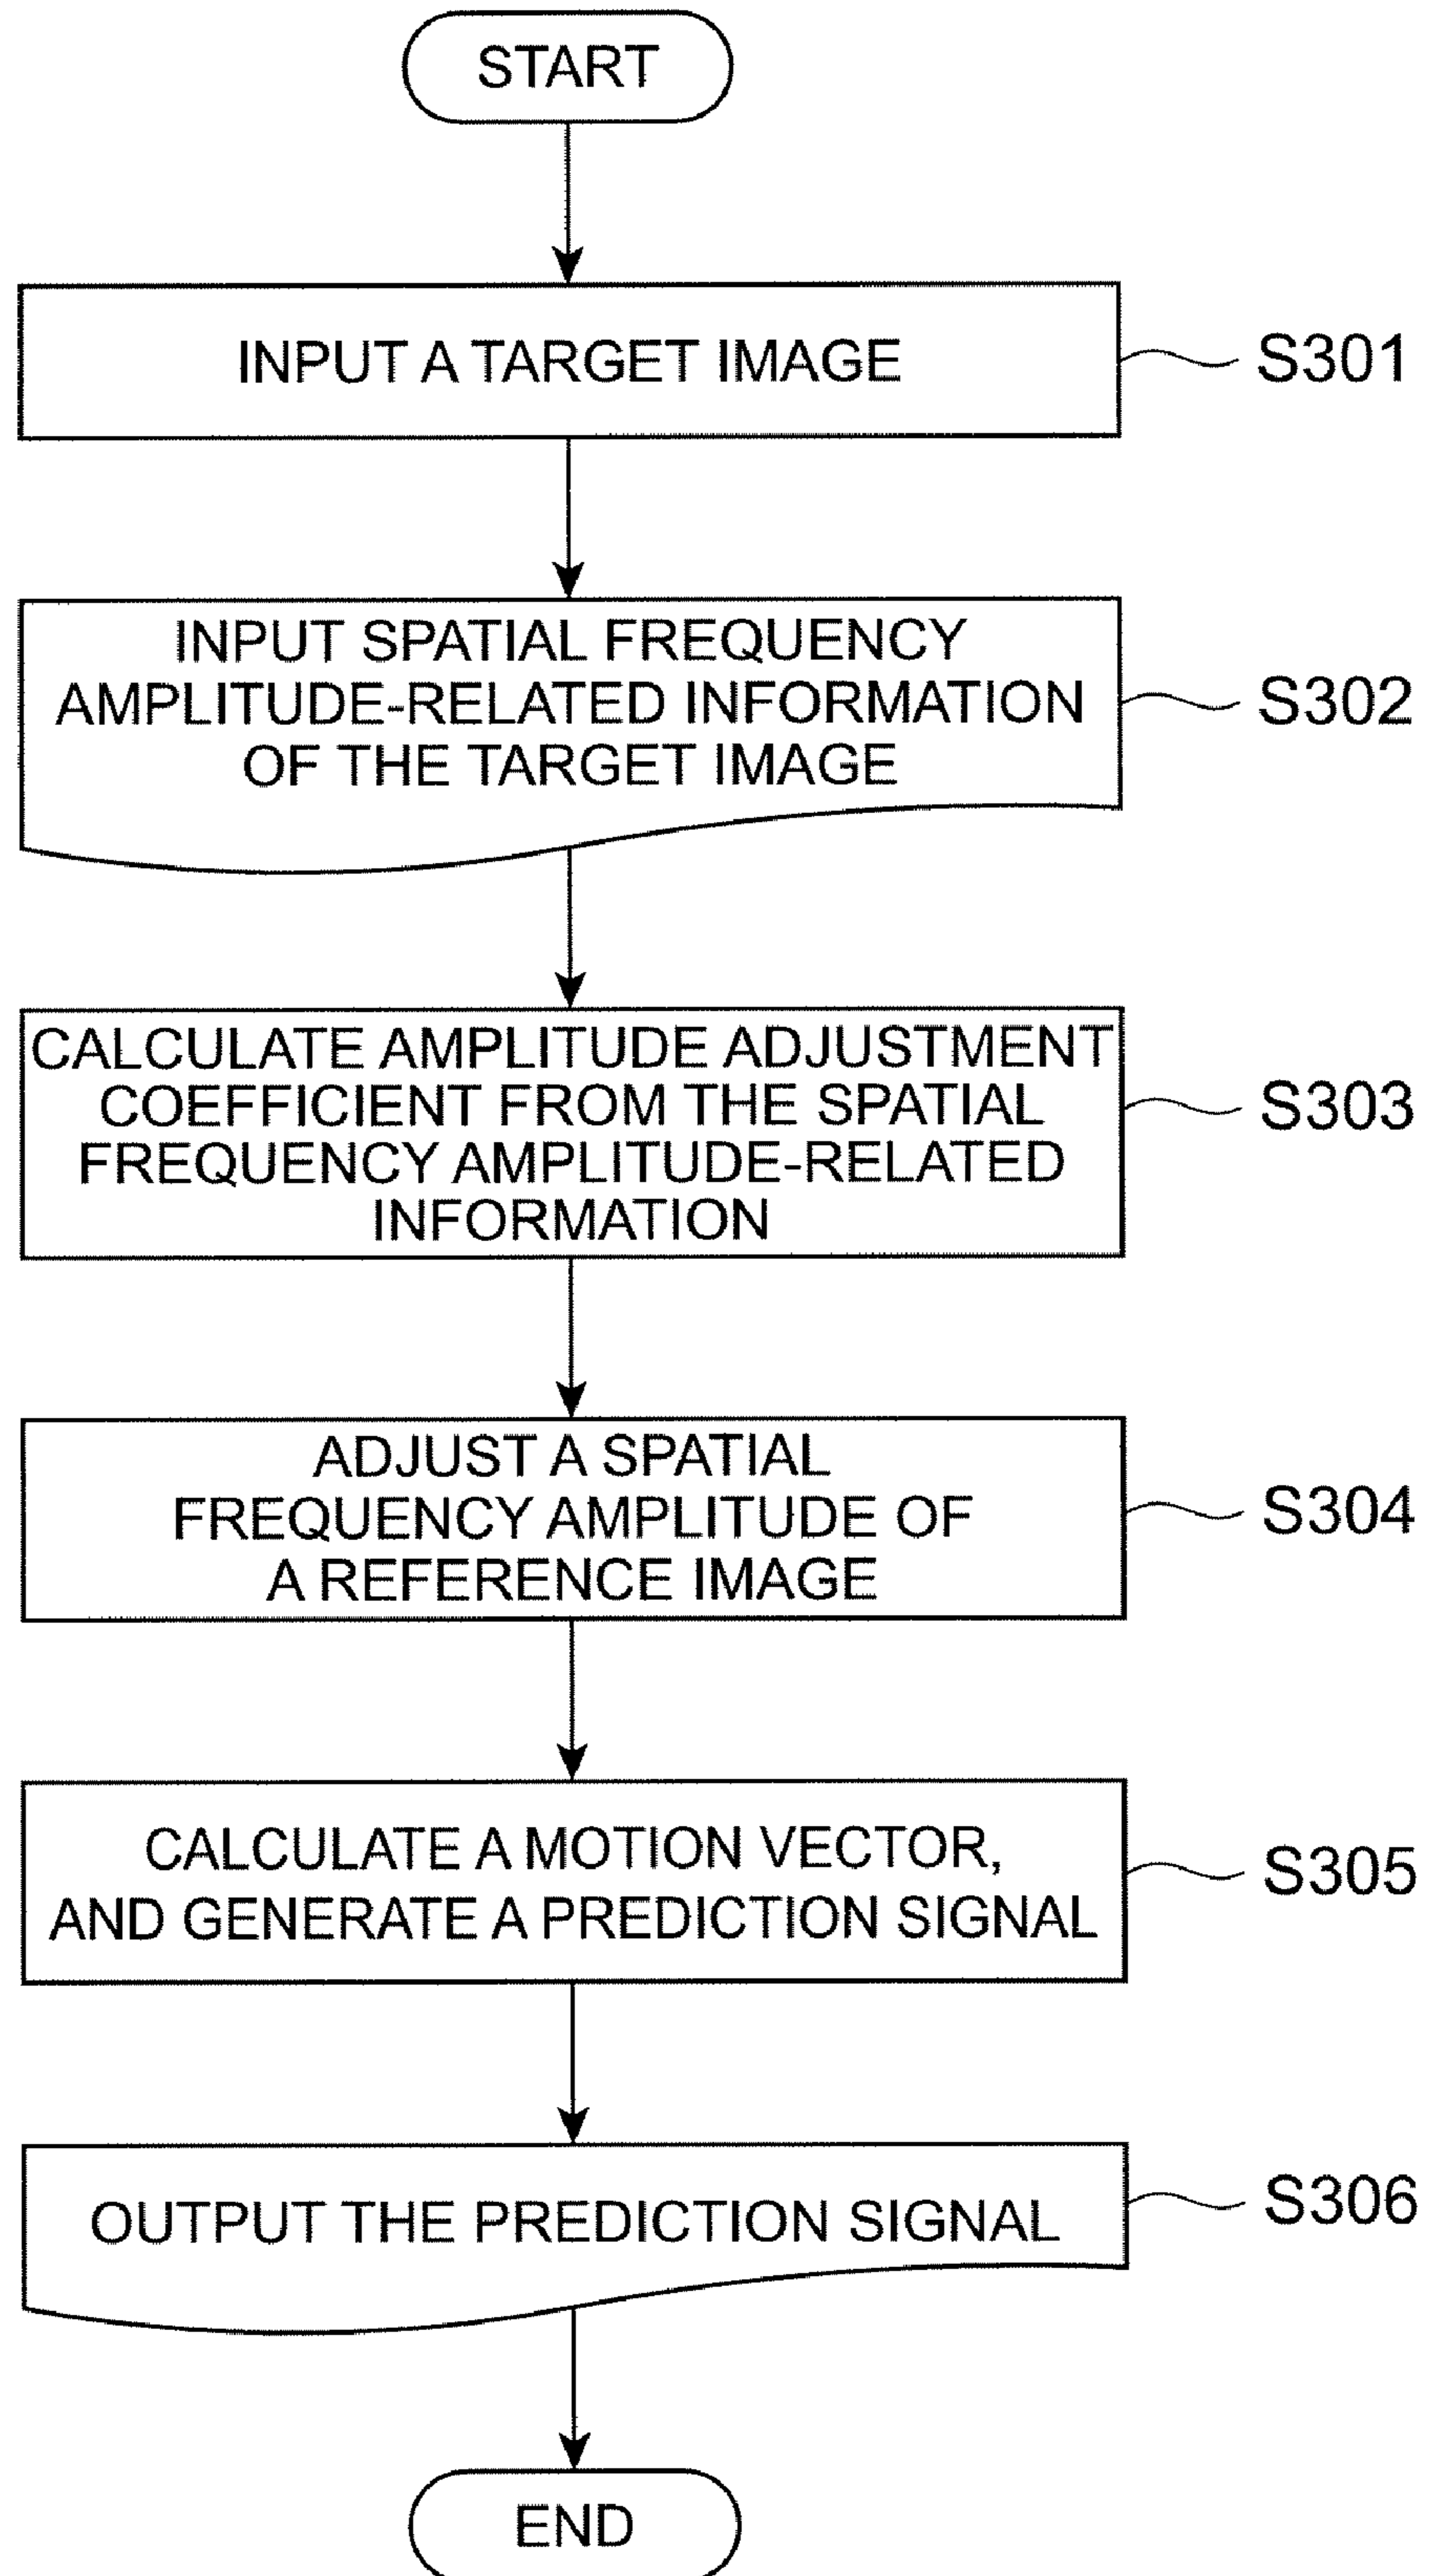 START
INPUT A TARGET IMAGE
S301
INPUT SPATIAL FREQUENCY
AMPLITUDE-RELATED INFORMATION
OF THE TARGET IMAGE
S302
CALCULATE AMPLITUDE ADJUSTMENT
COEFFICIENT FROM THE SPATIAL
FREQUENCY AMPLITUDE-RELATED
INFORMATION
S303
ADJUST A SPATIAL
FREQUENCY AMPLITUDE OF
A REFERENCE IMAGE
S304
CALCULATE A MOTION VECTOR,
AND GENERATE A PREDICTION SIGNAL
S305
OUTPUT THE PREDICTION SIGNAL
S306
END